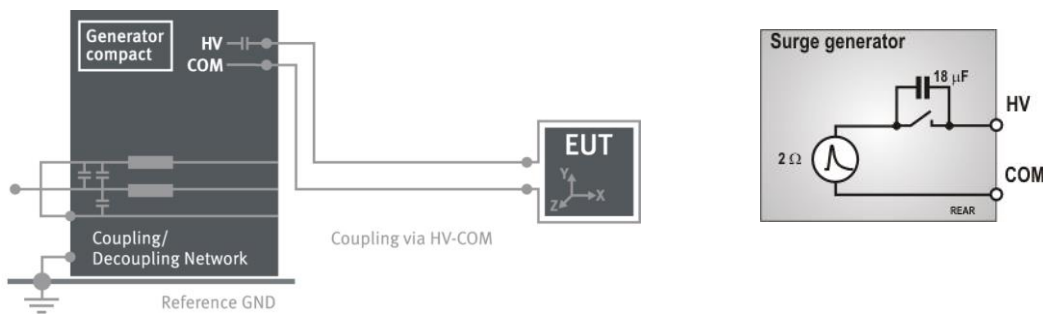 Generator
compact
HV
COM
EUT
Y
X
Z
Coupling/
Decoupling Network
Coupling via HV-COM
Reference GND
Surge generator
18 µF
HV
2 Ω
COM
REAR